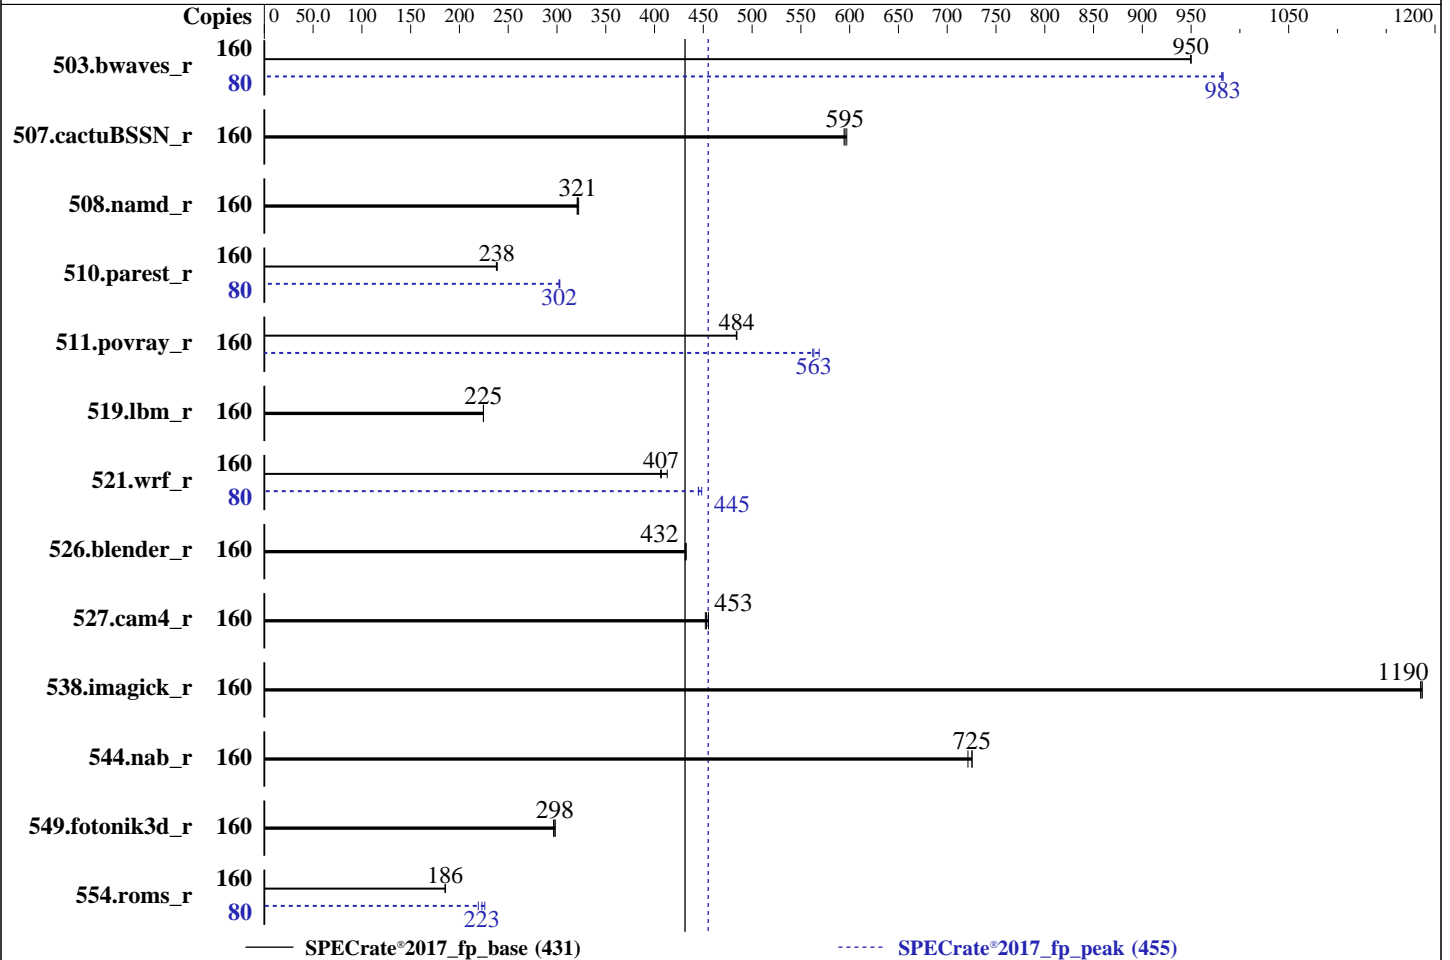 Copies 0 50.0 100 150 200 250 300 350 400 450 500 550 600 650 700 750 800 850 900 950 1050 1200
503.bwaves_r 160 950
80 983
507.cactuBSSN_r 160 595
508.namd_r 160 321
510.parest_r 160 238
80 302
511.povray_r 160 484
563
519.lbm_r 160 225
521.wrf_r 160 407
80 445
526.blender_r 160 432
527.cam4_r 160 453
538.imagick_r 160 1190
544.nab_r 160 725
549.fotonik3d_r 160 298
554.roms_r 160 186
80 223
SPECrate®2017_fp_base (431) SPECrate®2017_fp_peak (455)